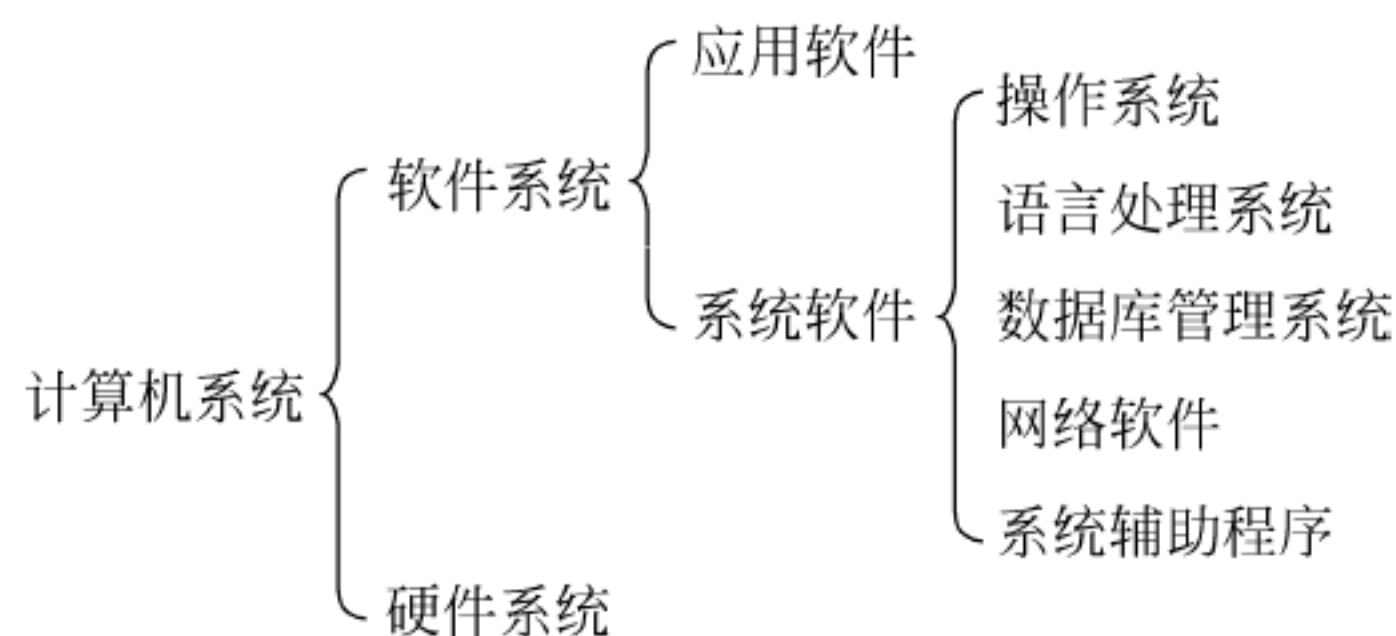 应用软件
操作系统
软件系统
语言处理系统
系统软件
数据库管理系统
计算机系统
网络软件
系统辅助程序
硬件系统